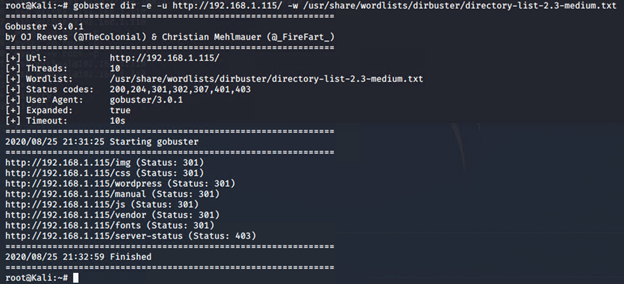 root@Kali:~# gobuster dir -e -u http://192.168.1.115/ -w /usr/share/wordlists/dirbuster/directory-list-2.3-medium.txt
===============================================================
Gobuster v3.0.1
by OJ Reeves (@TheColonial) & Christian Mehlmauer (@_FireFart_)
===============================================================
[+] Url:            http://192.168.1.115/
[+] Threads:        10
[+] Wordlist:       /usr/share/wordlists/dirbuster/directory-list-2.3-medium.txt
[+] Status codes:   200,204,301,302,307,401,403
[+] User Agent:     gobuster/3.0.1
[+] Expanded:       true
[+] Timeout:        10s
===============================================================
2020/08/25 21:31:25 Starting gobuster
===============================================================
http://192.168.1.115/img (Status: 301)
http://192.168.1.115/css (Status: 301)
http://192.168.1.115/wordpress (Status: 301)
http://192.168.1.115/manual (Status: 301)
http://192.168.1.115/js (Status: 301)
http://192.168.1.115/vendor (Status: 301)
http://192.168.1.115/fonts (Status: 301)
http://192.168.1.115/server-status (Status: 403)
===============================================================
2020/08/25 21:32:59 Finished
===============================================================
root@Kali:~#